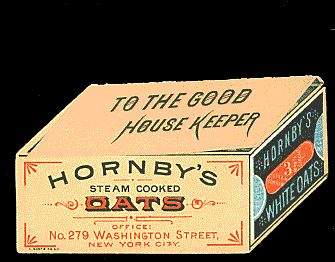 TO THE GOOD
HOUSE KEEPER
HORNBY'S
STEAM COOKED
OATS
OFFICE:
No. 279 WASHINGTON STREET,
NEW YORK CITY.
HORNBY'S
3
WHITE OATS